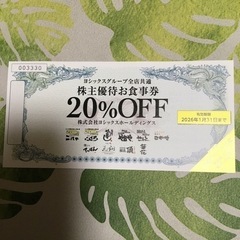 003330
ヨシックスグループ全店共通
株主優待お食事券
20%OFF
株式会社ヨシックスホールディングス
有効期限
2026年1月31日まで